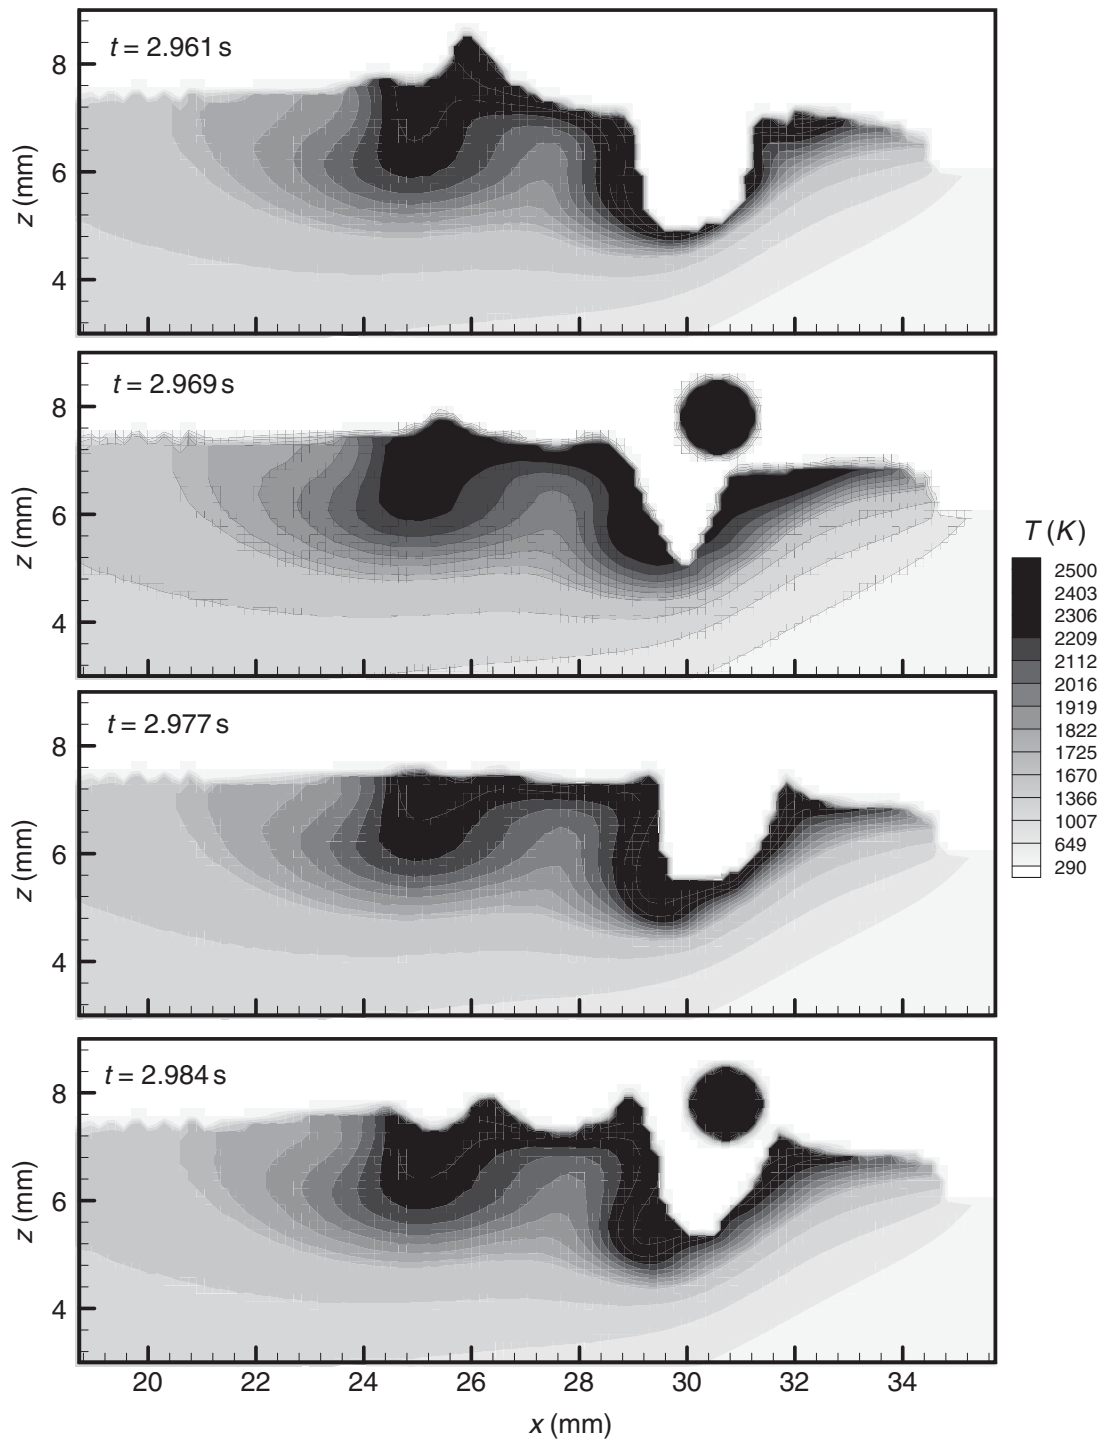 t = 2.961 s
8
6
4
z (mm)
t = 2.969 s
8
6
4
z (mm)
T (K)
2500
2403
2306
2209
2112
2016
1919
1822
1725
1670
1366
1007
649
290
t = 2.977 s
8
6
4
z (mm)
t = 2.984 s
8
6
4
z (mm)
20 22 24 26 28 30 32 34
x (mm)